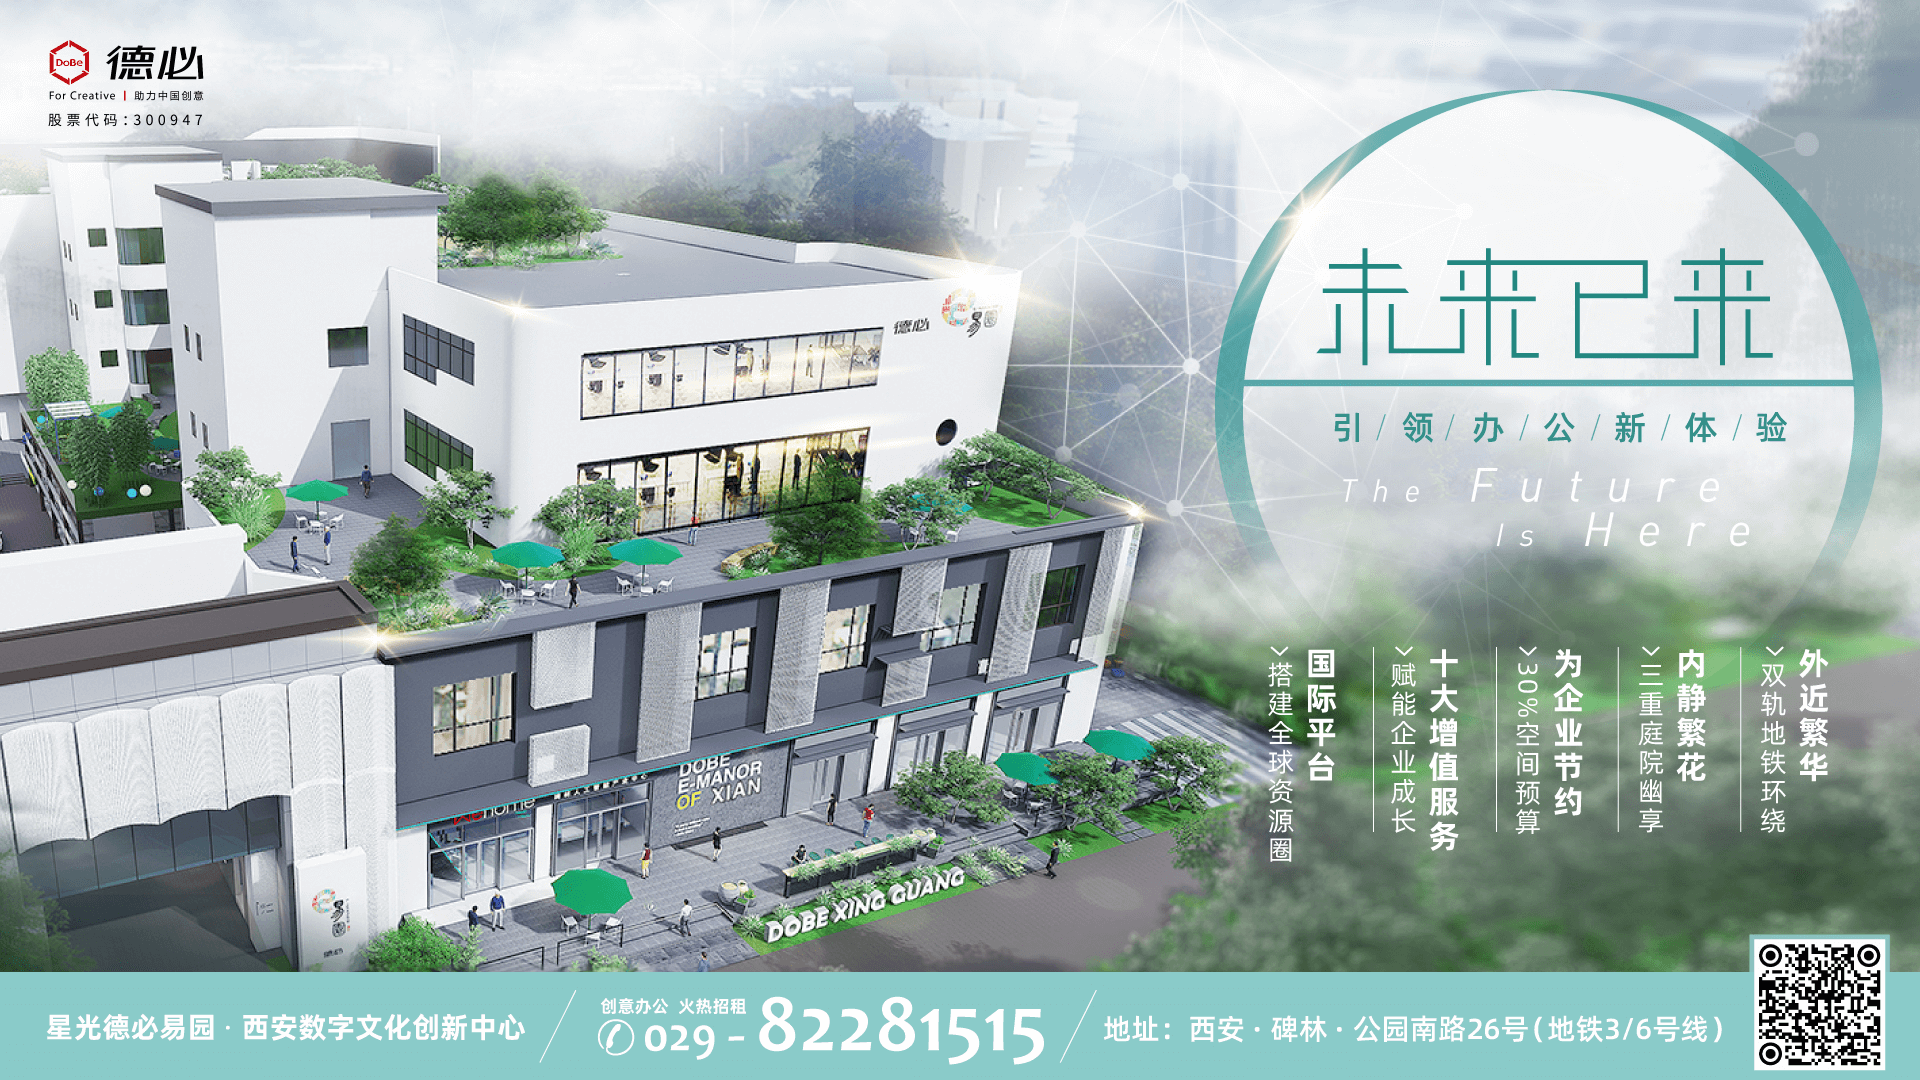 DoBe 德必
For Creative | 助力中国创意
股票代码:300947
德必 易园
未来已来
引/领/办/公/新/体/验
The Future
Is Here
外近繁华
双轨地铁环绕
内静繁花
三重庭院幽享
为企业节约
30%空间预算
十大增值服务
赋能企业成长
国际平台
搭建全球资源圈
DOBE
E-MANOR
OF XIAN
home
DOBE XING GUANG
易园
德必
星光德必易园·西安数字文化创新中心
创意办公 火热招租
029-82281515
地址：西安·碑林·公园南路26号(地铁3/6号线)